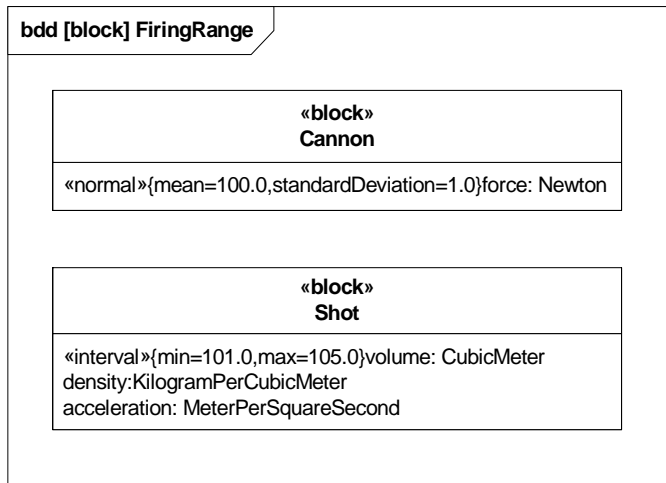 bdd [block] FiringRange
«block»
Cannon
«normal»{mean=100.0,standardDeviation=1.0}force: Newton
«block»
Shot
«interval»{min=101.0,max=105.0}volume: CubicMeter
density:KilogramPerCubicMeter
acceleration: MeterPerSquareSecond